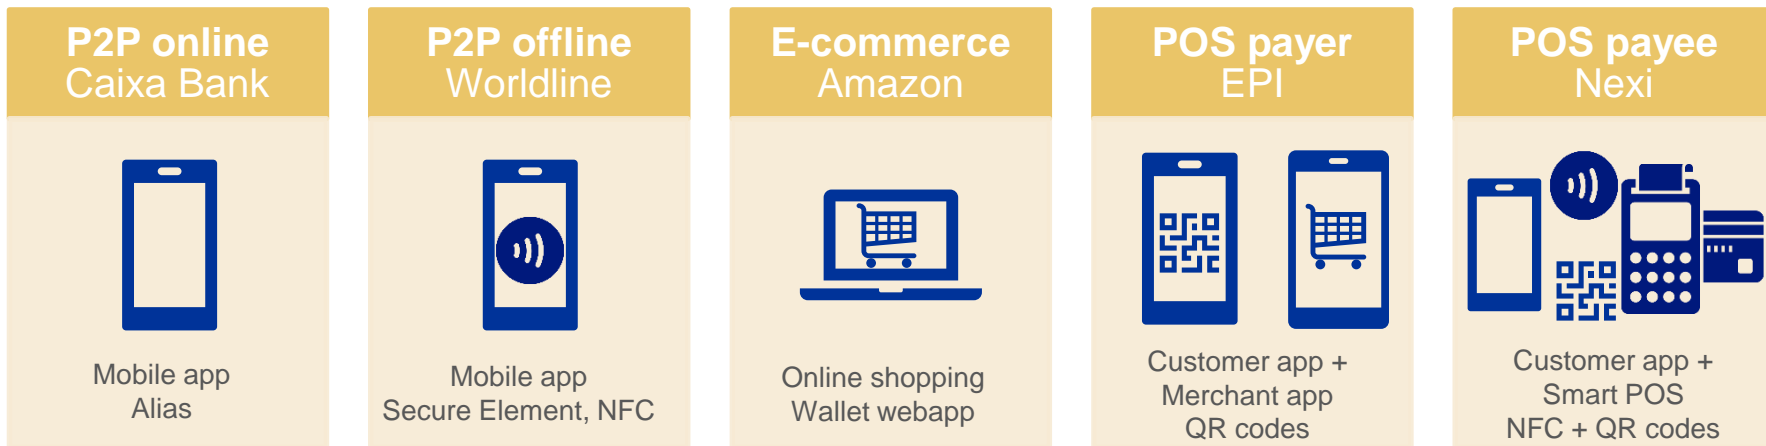 P2P online
Caixa Bank
Mobile app
Alias
P2P offline
Worldline
Mobile app
Secure Element, NFC
E-commerce
Amazon
Online shopping
Wallet webapp
POS payer
EPI
Customer app +
Merchant app
QR codes
POS payee
Nexi
Customer app +
Smart POS
NFC + QR codes